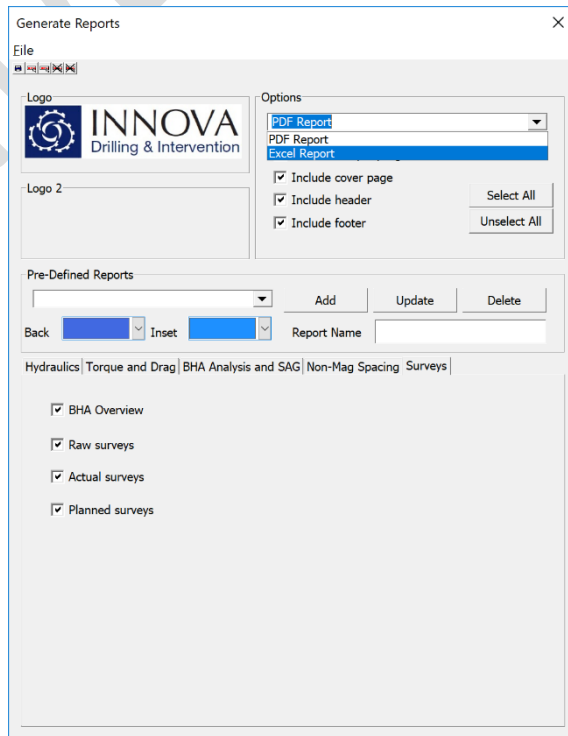 Generate Reports
File
Logo
Options
INNOVA
Drilling & Intervention
PDF Report
PDF Report
Excel Report
Include cover page
Logo 2
Include header
Select All
Include footer
Unselect All
Pre-Defined Reports
Add Update Delete
Back Inset Report Name
Hydraulics Torque and Drag BHA Analysis and SAG Non-Mag Spacing Surveys
BHA Overview
Raw surveys
Actual surveys
Planned surveys